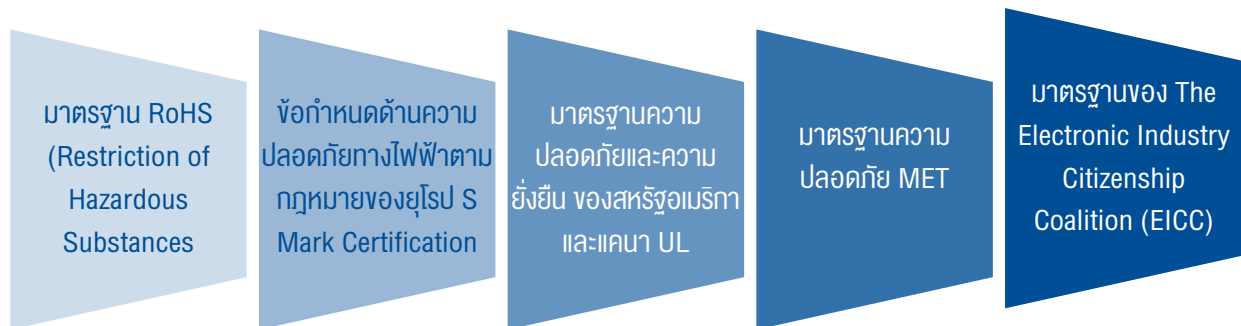 มาตรฐาน RoHS
(Restriction of
Hazardous
Substances
ข้อกำหนดด้านความ
ปลอดภัยทางไฟฟ้าตาม
กฎหมายของยุโรป S
Mark Certification
มาตรฐานความ
ปลอดภัยและความ
ยั่งยืน ของสหรัฐอเมริกา
และแคนา UL
มาตรฐานความ
ปลอดภัย MET
มาตรฐานของ The
Electronic Industry
Citizenship
Coalition (EICC)